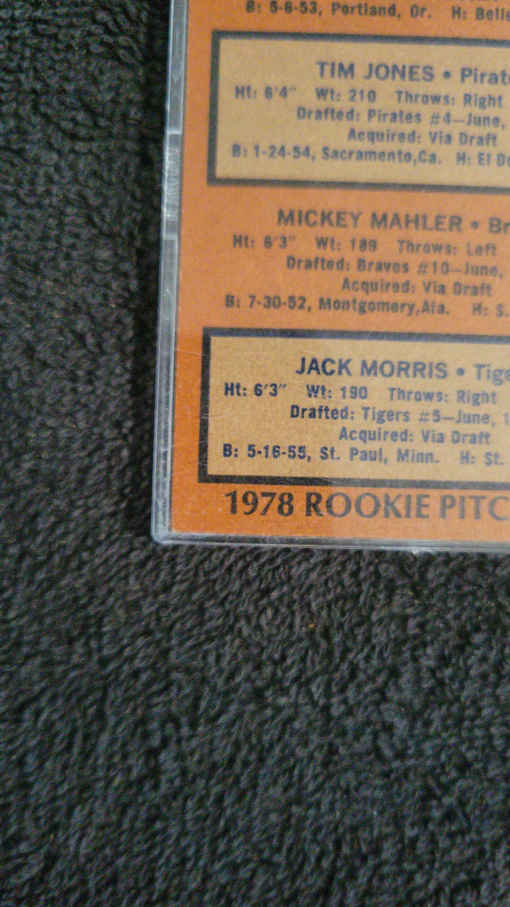 B: 5-6-53, Portland, Or. H: Belle
TIM JONES • Pirat
Ht: 6'4" Wt: 210 Throws: Right
Drafted: Pirates #4—June,
Acquired: Via Draft
B: 1-24-54, Sacramento,Ca. H: El D
MICKEY MAHLER • Br
Ht: 6'3" Wt: 189 Throws: Left
Drafted: Braves #10—June,
Acquired: Via Draft
B: 7-30-52, Montgomery,Ala. H: S.
JACK MORRIS • Tige
Ht: 6'3" Wt: 190 Throws: Right
Drafted: Tigers #5—June, 1
Acquired: Via Draft
B: 5-16-55, St. Paul, Minn. H: St.
1978 ROOKIE PITC